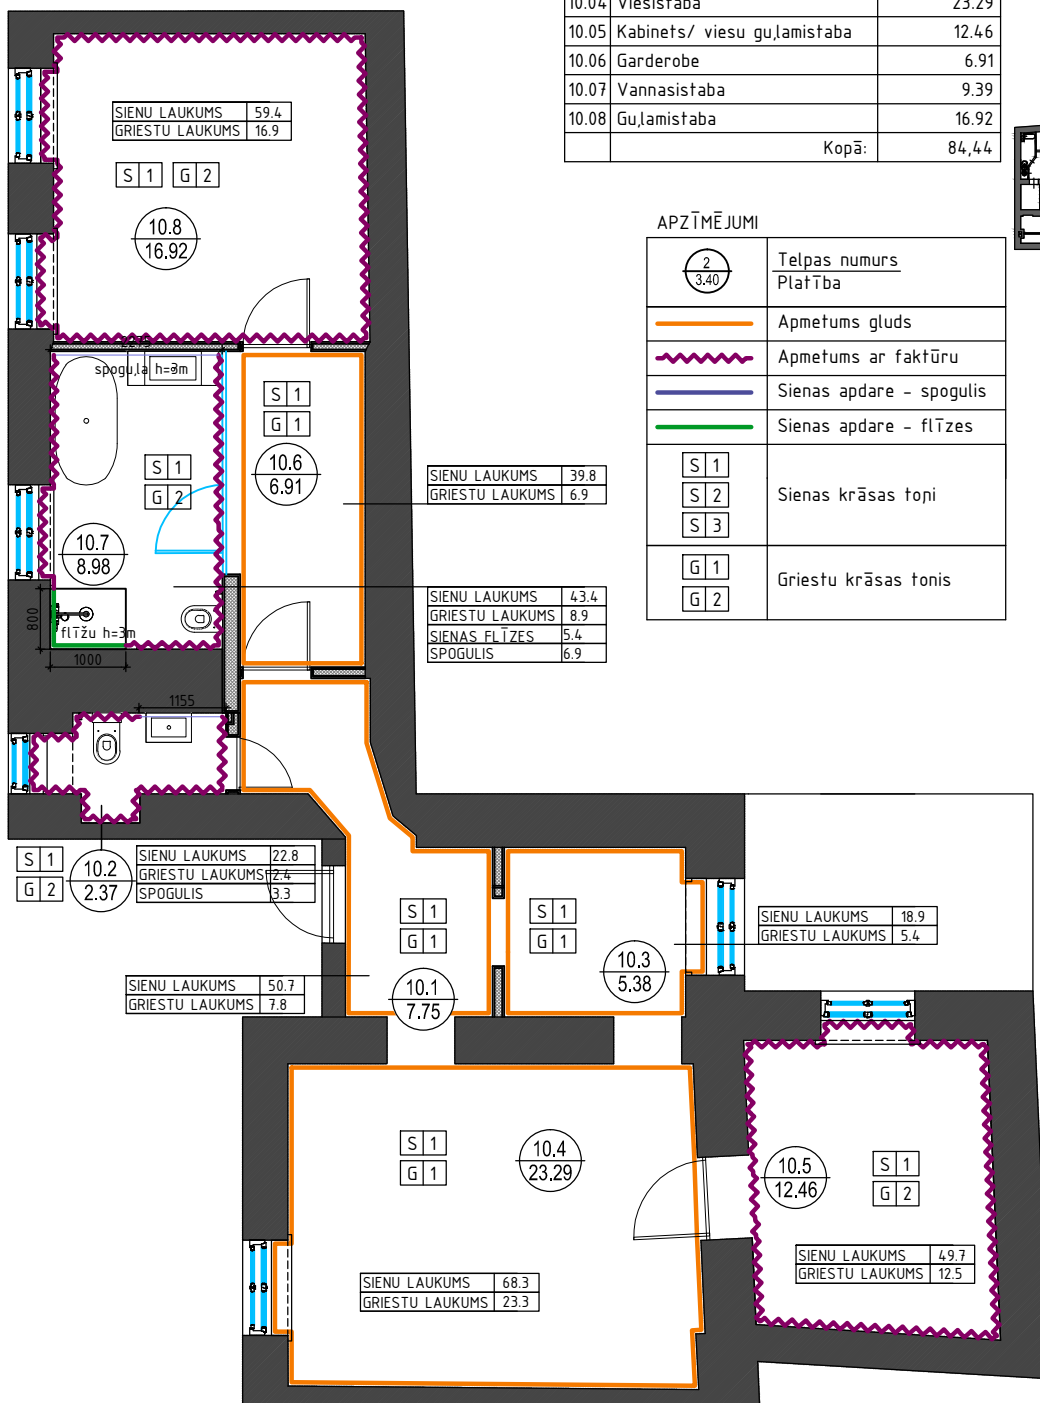 10.04 Viesistaba 23.29
10.05 Kabinets/ viesu guļamistaba 12.46
10.06 Garderobe 6.91
10.07 Vannasistaba 9.39
10.08 Guļamistaba 16.92
Kopā: 84,44
APZĪMĒJUMI
2
3.40
Telpas numurs
Platība
Apmetums gluds
Apmetums ar faktūru
Sienas apdare - spogulis
Sienas apdare - flīzes
S 1
S 2
S 3
Sienas krāsas toņi
G 1
G 2
Griestu krāsas tonis
SIENU LAUKUMS 59.4
GRIESTU LAUKUMS 16.9
S 1 G 2
10.8
16.92
2275
spoguļa h=3m
S 1
G 1
10.6
6.91
S 1
G 2
SIENU LAUKUMS 39.8
GRIESTU LAUKUMS 6.9
10.7
8.98
SIENU LAUKUMS 43.4
GRIESTU LAUKUMS 8.9
SIENAS FLĪZES 5.4
SPOGULIS 6.9
800
flīžu h=3m
1000
1155
S 1
G 2
10.2
2.37
SIENU LAUKUMS 22.8
GRIESTU LAUKUMS 2.4
SPOGULIS 3.3
S 1
G 1
S 1
G 1
SIENU LAUKUMS 18.9
GRIESTU LAUKUMS 5.4
10.3
5.38
SIENU LAUKUMS 50.7
GRIESTU LAUKUMS 7.8
10.1
7.75
S 1
G 1
10.4
23.29
10.5
12.46
S 1
G 2
SIENU LAUKUMS 49.7
GRIESTU LAUKUMS 12.5
SIENU LAUKUMS 68.3
GRIESTU LAUKUMS 23.3